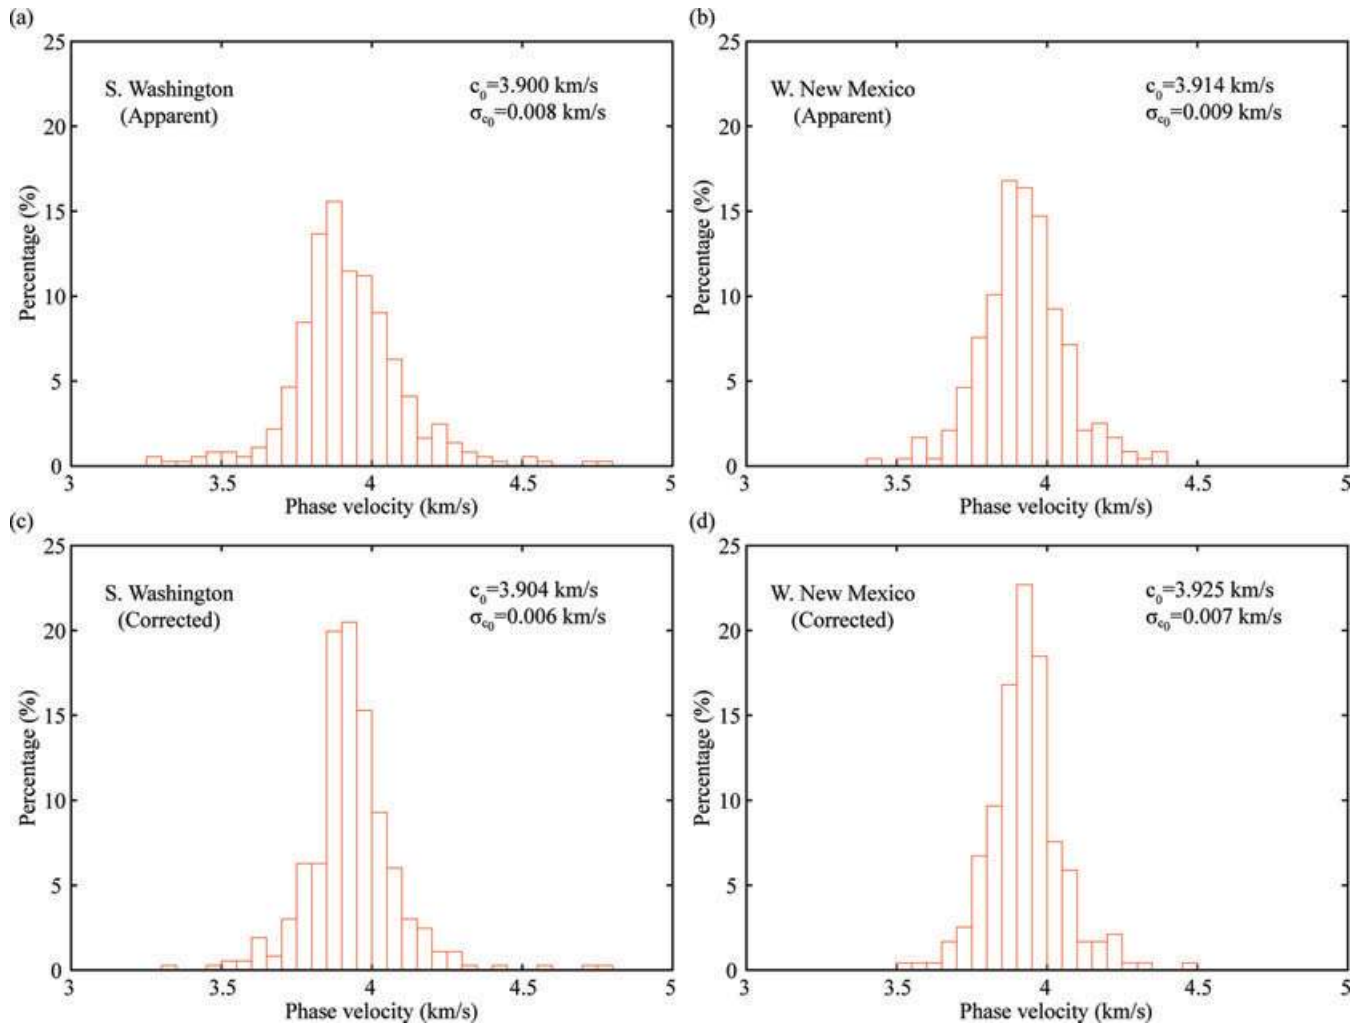 (a)
25
20
15
10
5
0
Percentage (%)
S. Washington
(Apparent)
c₀=3.900 km/s
σc₀=0.008 km/s
3 3.5 4 4.5 5
Phase velocity (km/s)
(b)
25
20
15
10
5
0
Percentage (%)
W. New Mexico
(Apparent)
c₀=3.914 km/s
σc₀=0.009 km/s
3 3.5 4 4.5 5
Phase velocity (km/s)
(c)
25
20
15
10
5
0
Percentage (%)
S. Washington
(Corrected)
c₀=3.904 km/s
σc₀=0.006 km/s
3 3.5 4 4.5 5
Phase velocity (km/s)
(d)
25
20
15
10
5
0
Percentage (%)
W. New Mexico
(Corrected)
c₀=3.925 km/s
σc₀=0.007 km/s
3 3.5 4 4.5 5
Phase velocity (km/s)